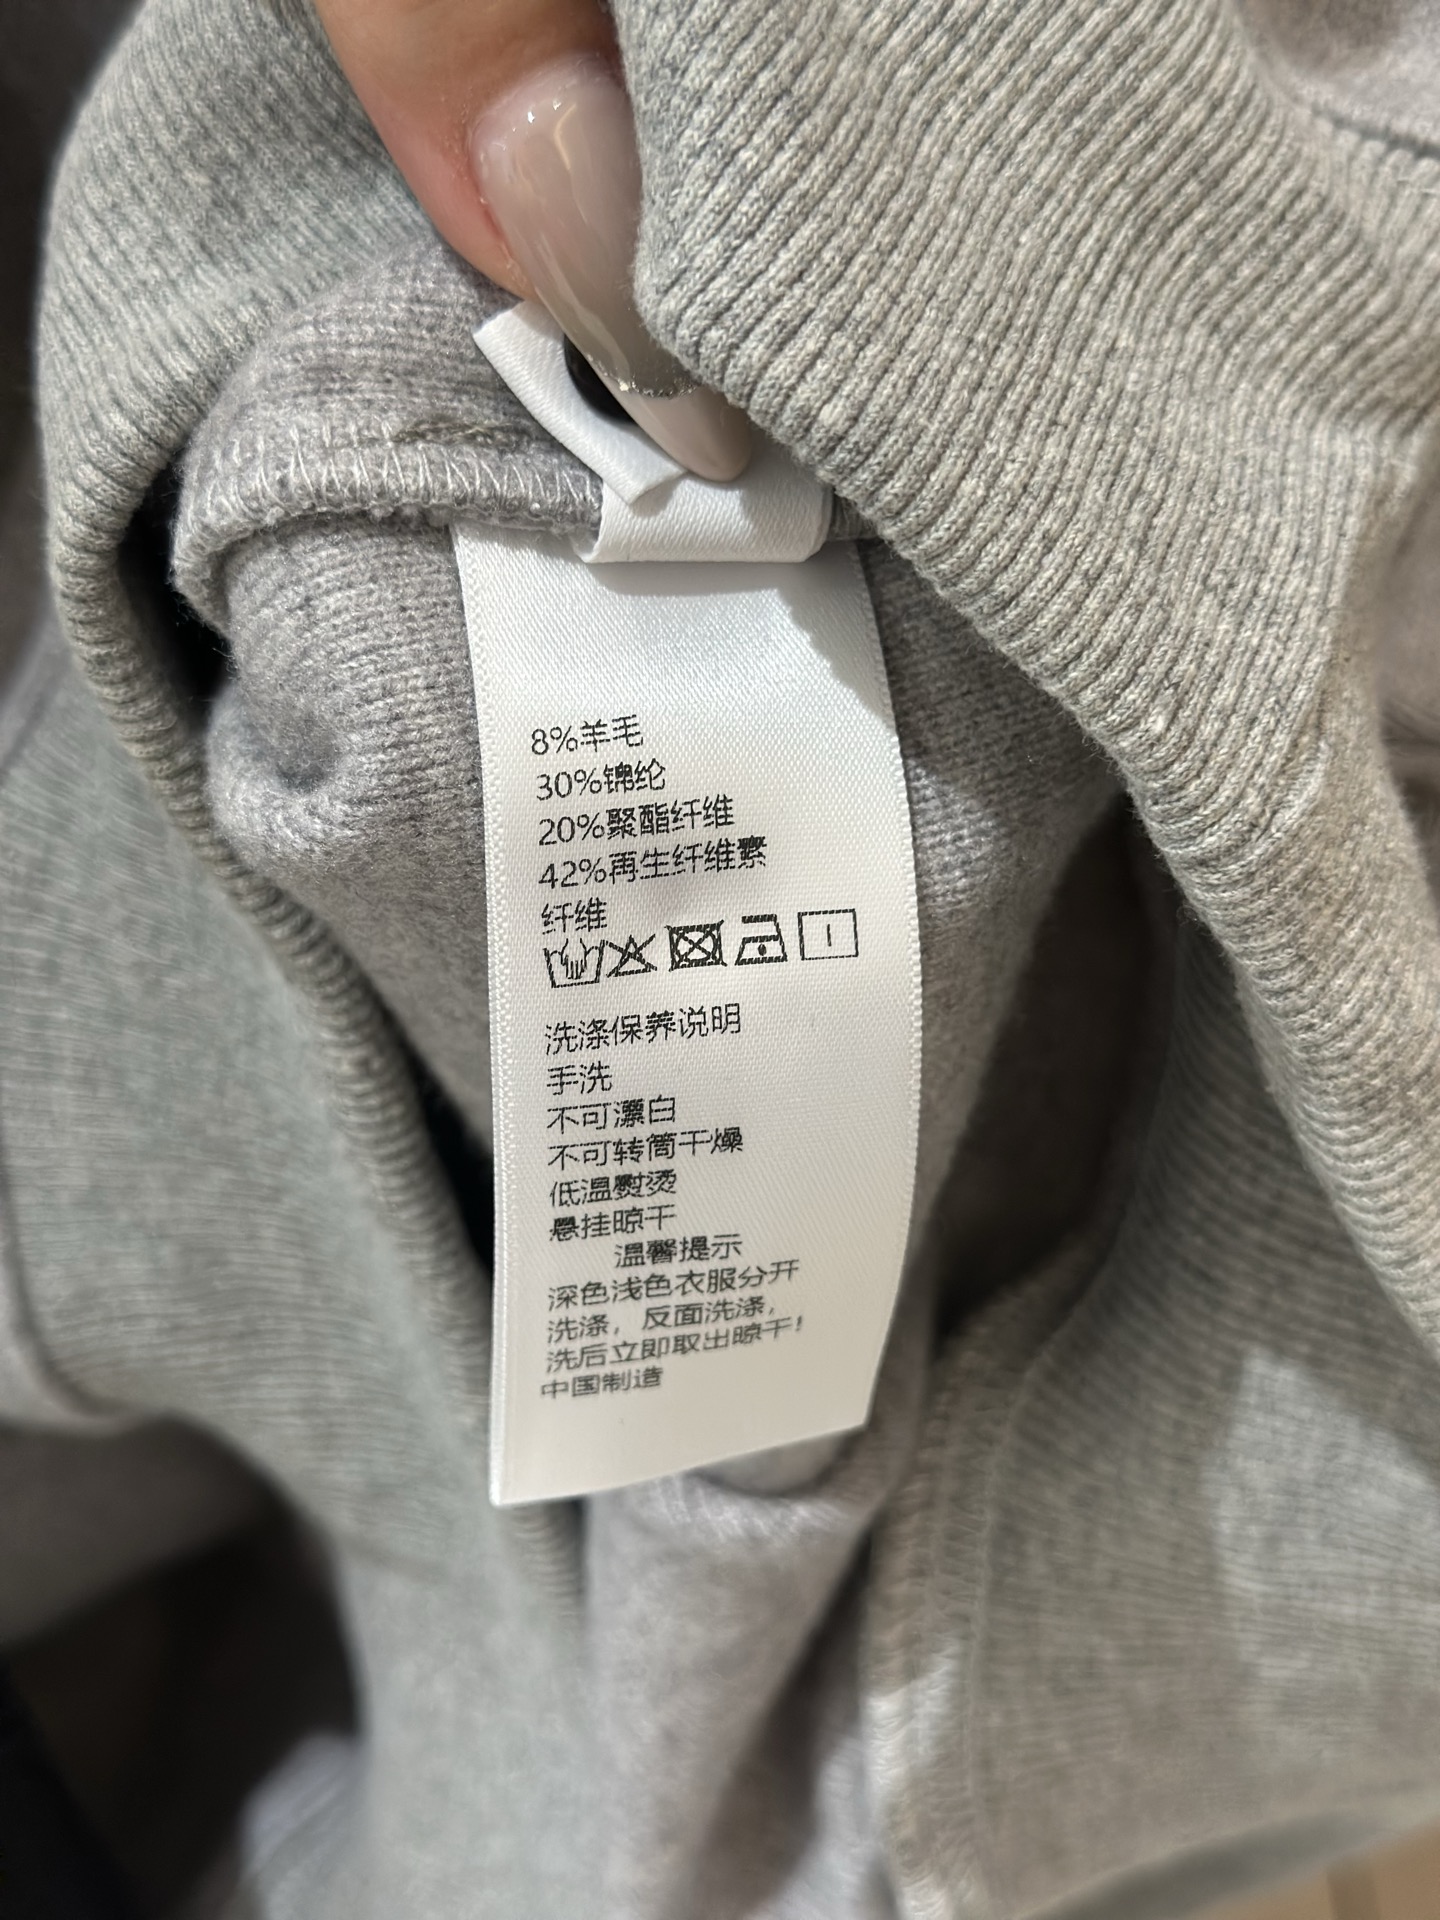 8%羊毛
30%锦纶
20%聚酯纤维
42%再生纤维素
纤维
洗涤保养说明
手洗
不可漂白
不可转筒干燥
低温熨烫
悬挂晾干
温馨提示
深色浅色衣服分开
洗涤，反面洗涤，
洗后立即取出晾干！
中国制造